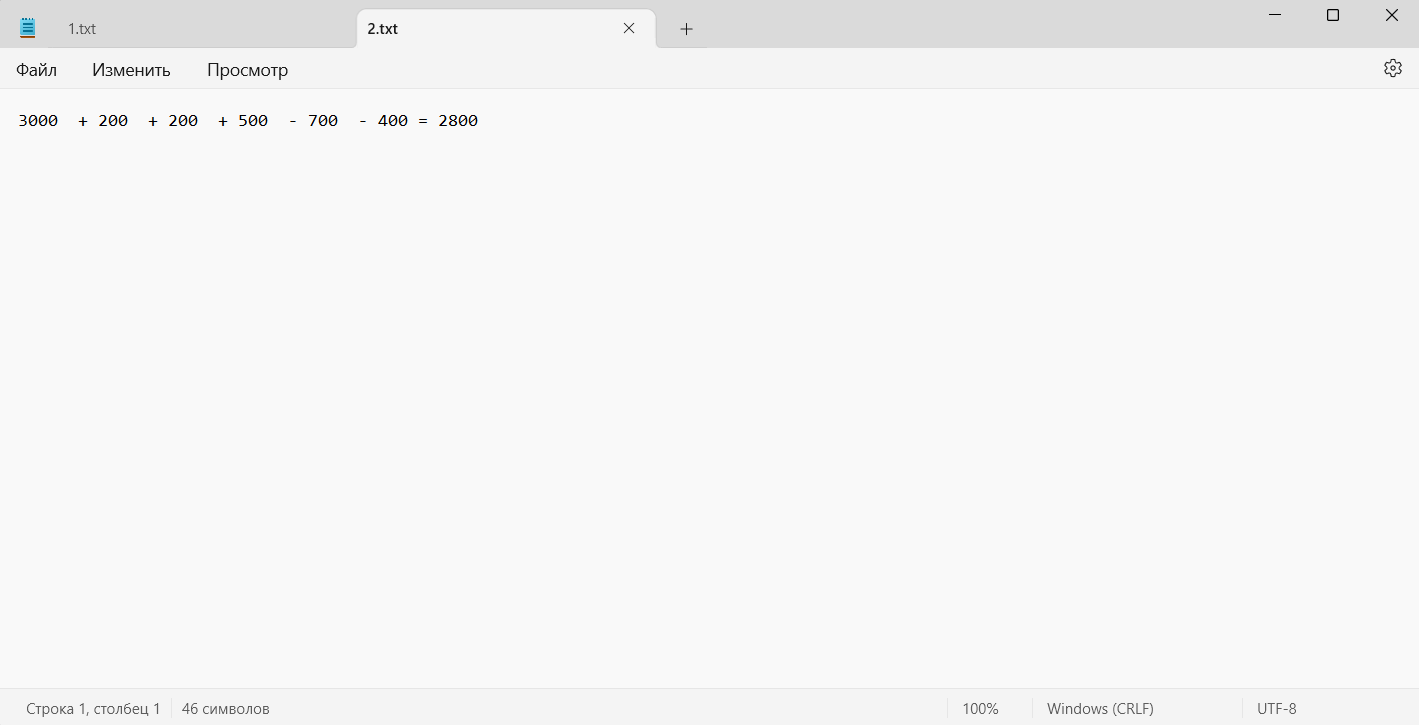 1.txt
2.txt
Файл Изменить Просмотр
3000  + 200  + 200  + 500  - 700  - 400 = 2800
Строка 1, столбец 1 46 символов 100% Windows (CRLF) UTF-8